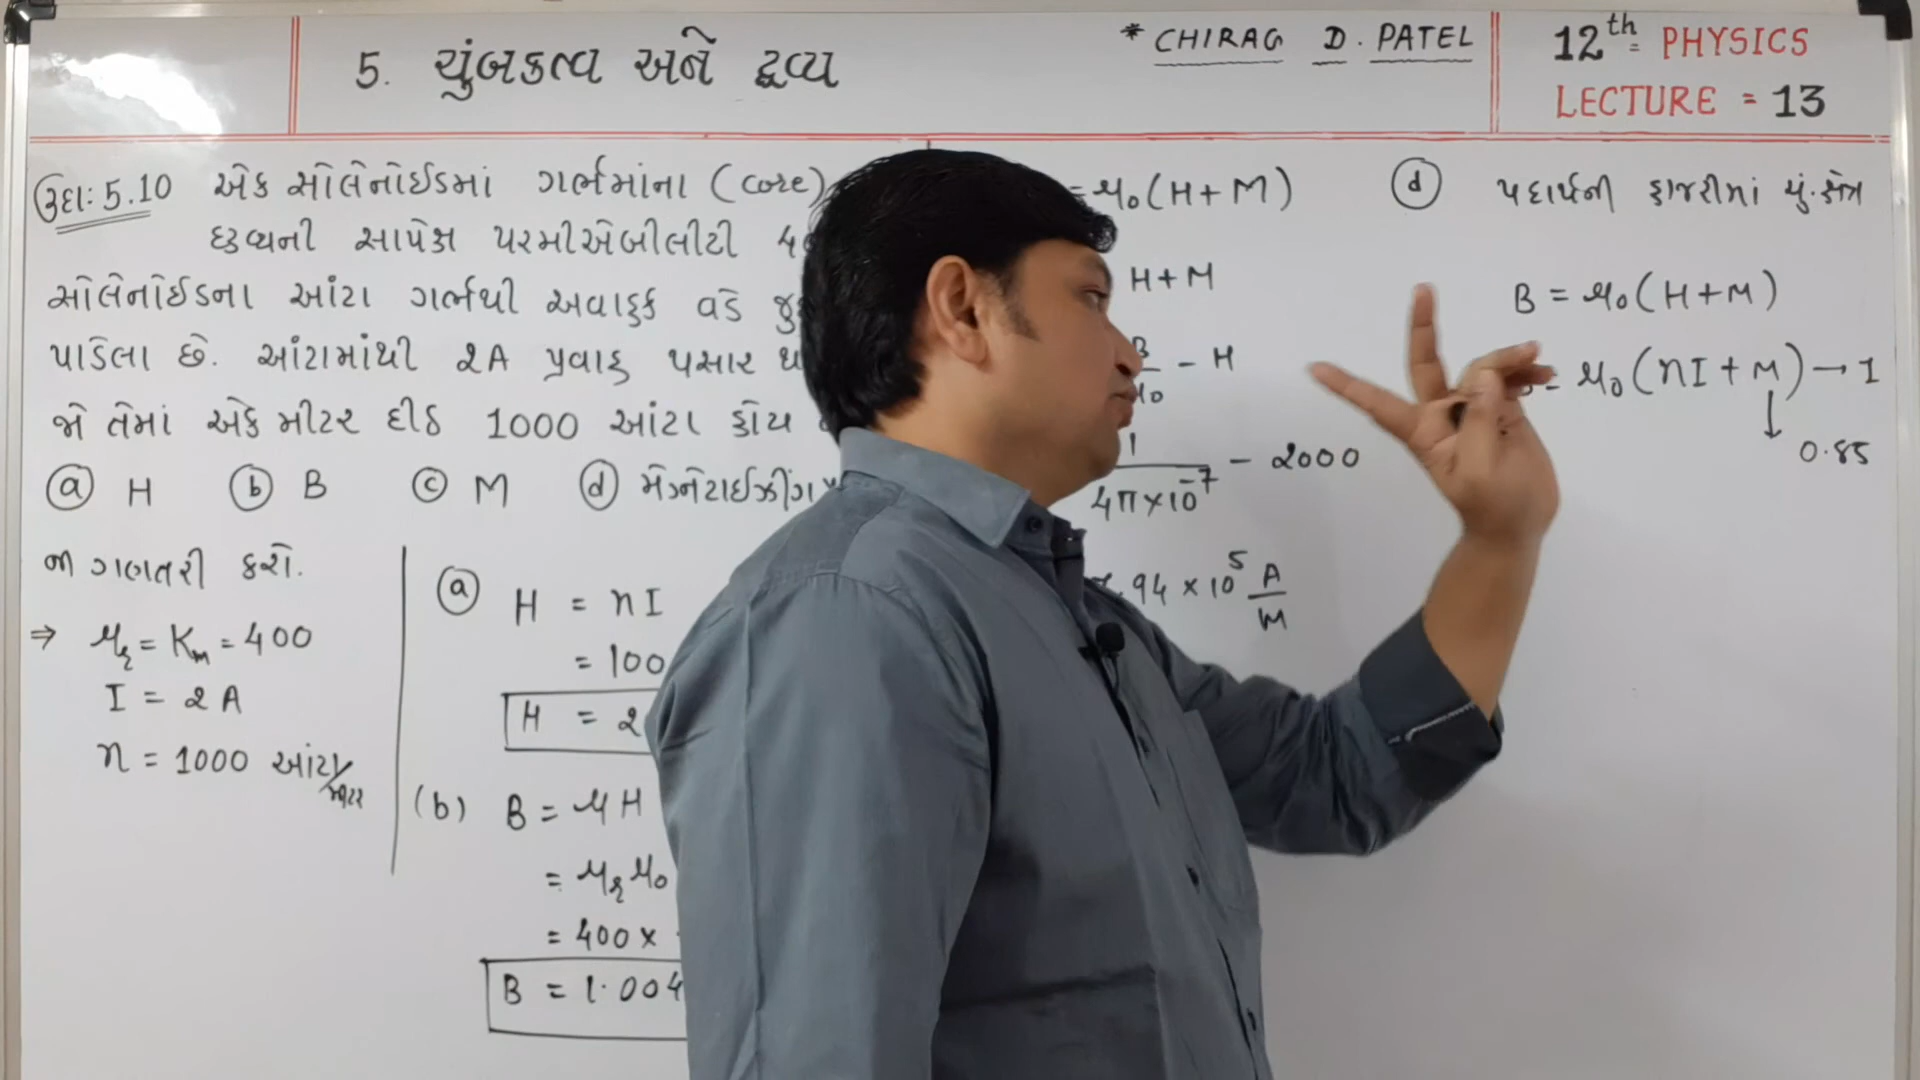 5. ચુંબકત્વ અને દ્રવ્ય
* CHIRAG D. PATEL
12th PHYSICS
LECTURE = 13
ઉદા: 5.10 એક સોલેનોઈડમાં ગર્ભમાંના (core)
દ્રવ્યની સાપેક્ષ પરમીએબીલીટી
સોલેનોઈડના આંટા ગર્ભથી અવાહક વડે
પાડેલા છે. આંટામાંથી 2A પ્રવાહ પસાર
જો તેમાં એક મીટર દીઠ 1000 આંટા હોય
(a) H (b) B (c) M (d) મેગ્નેટાઈઝીંગ
ની ગણતરી કરો.
⇒ μr = Km = 400
I = 2 A
n = 1000 આંટા/મીટર
(a) H = nI
= 100
H = 2
(b) B = μH
= μr μ0
= 400 ×
B = 1.004
= μ0(H+M)
H+M
B/μ0 - H
1/4π×10⁻⁷ - 2000
.94 × 10⁵ A/m
(d) પદાર્થની હાજરીમાં ચું.ક્ષેત્ર
B = μ0(H+M)
= μ0(nI+M) → 1
↓
0.85